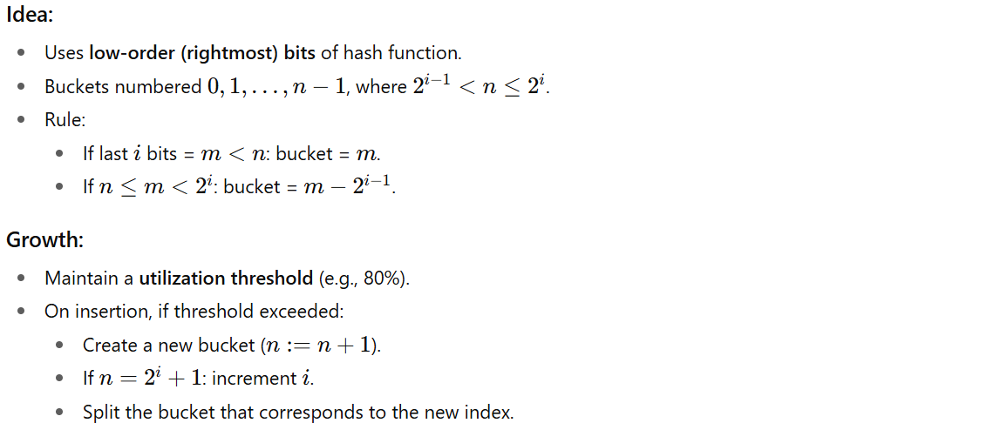 Idea:
• Uses low-order (rightmost) bits of hash function.
• Buckets numbered 0, 1, . . . , n − 1, where 2^{i−1} < n ≤ 2^i.
• Rule:
• If last i bits = m < n: bucket = m.
• If n ≤ m < 2^i: bucket = m − 2^{i−1}.
Growth:
• Maintain a utilization threshold (e.g., 80%).
• On insertion, if threshold exceeded:
• Create a new bucket (n := n + 1).
• If n = 2^i + 1: increment i.
• Split the bucket that corresponds to the new index.